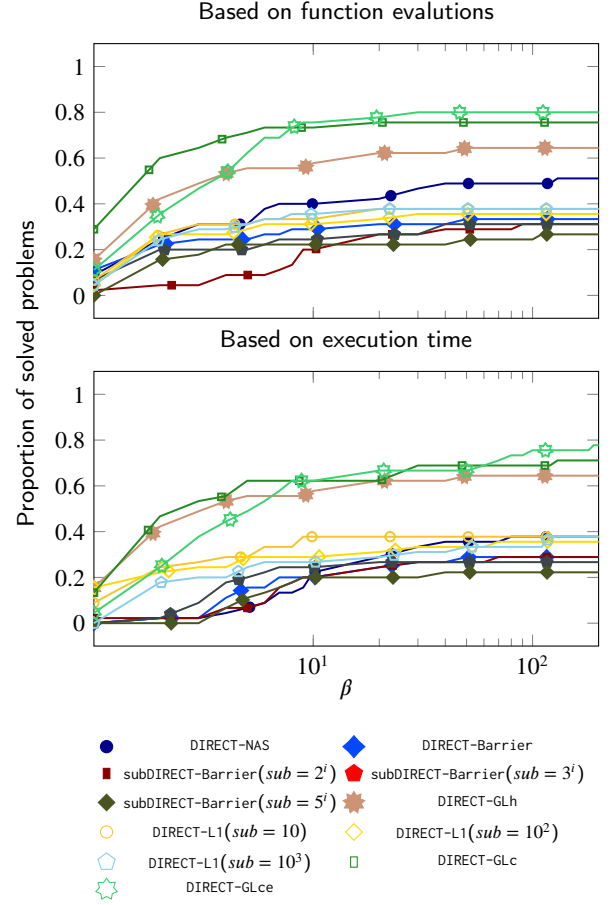 Based on function evalutions
1
0.8
0.6
0.4
0.2
0
Proportion of solved problems
Based on execution time
1
0.8
0.6
0.4
0.2
0
10^1
10^2
β
DIRECT-NAS
DIRECT-Barrier
subDIRECT-Barrier(sub = 2^i)
subDIRECT-Barrier(sub = 3^i)
subDIRECT-Barrier(sub = 5^i)
DIRECT-GLh
DIRECT-L1(sub = 10)
DIRECT-L1(sub = 10^2)
DIRECT-L1(sub = 10^3)
DIRECT-GLc
DIRECT-GLce